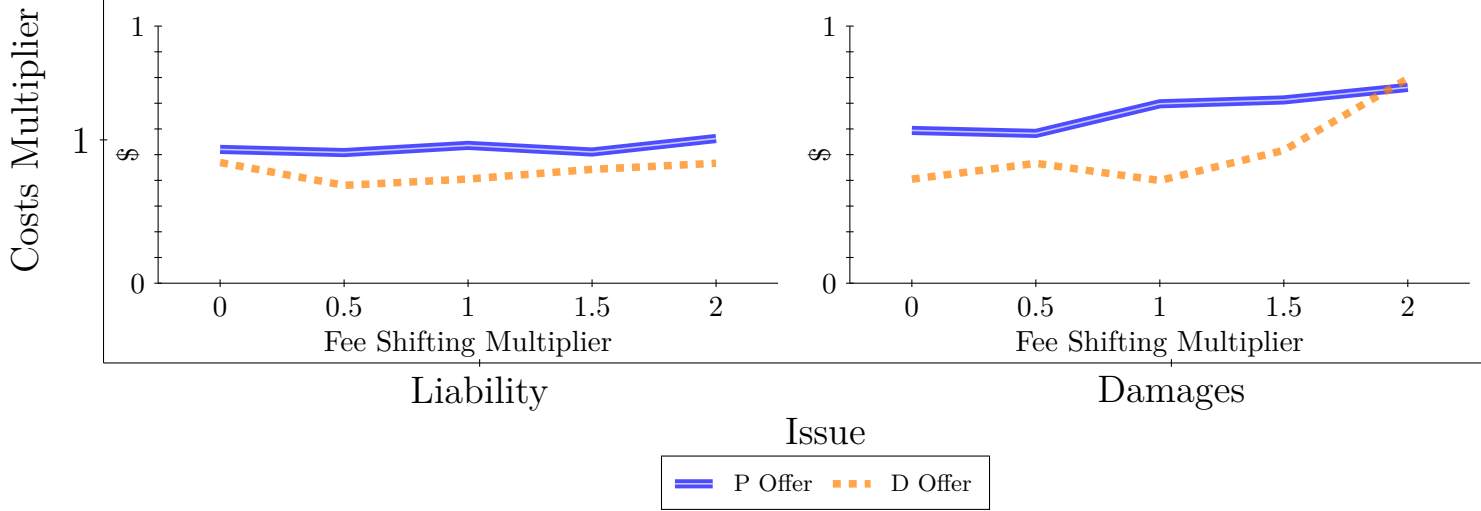 Costs Multiplier
1
1
$
0
0 0.5 1 1.5 2
Fee Shifting Multiplier
1
$
0
0 0.5 1 1.5 2
Fee Shifting Multiplier
Liability
Damages
Issue
P Offer D Offer